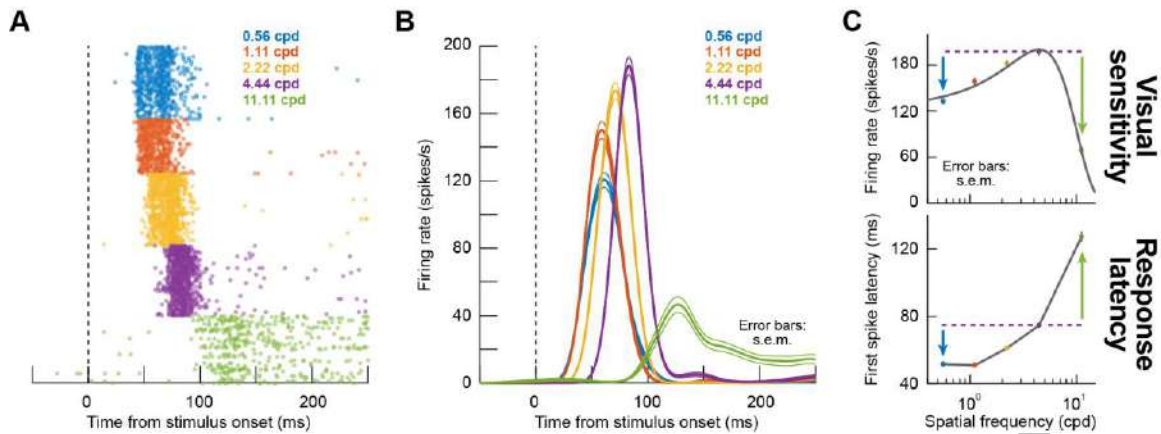 A
0.56 cpd
1.11 cpd
2.22 cpd
4.44 cpd
11.11 cpd
0
100
200
Time from stimulus onset (ms)
B
200
160
120
80
40
0
Firing rate (spikes/s)
0.56 cpd
1.11 cpd
2.22 cpd
4.44 cpd
11.11 cpd
Error bars:
s.e.m.
0
100
200
Time from stimulus onset (ms)
C
180
120
60
0
Firing rate (spikes/s)
Error bars:
s.e.m.
Visual
sensitivity
120
80
40
First spike latency (ms)
10⁰
10¹
Spatial frequency (cpd)
Response
latency